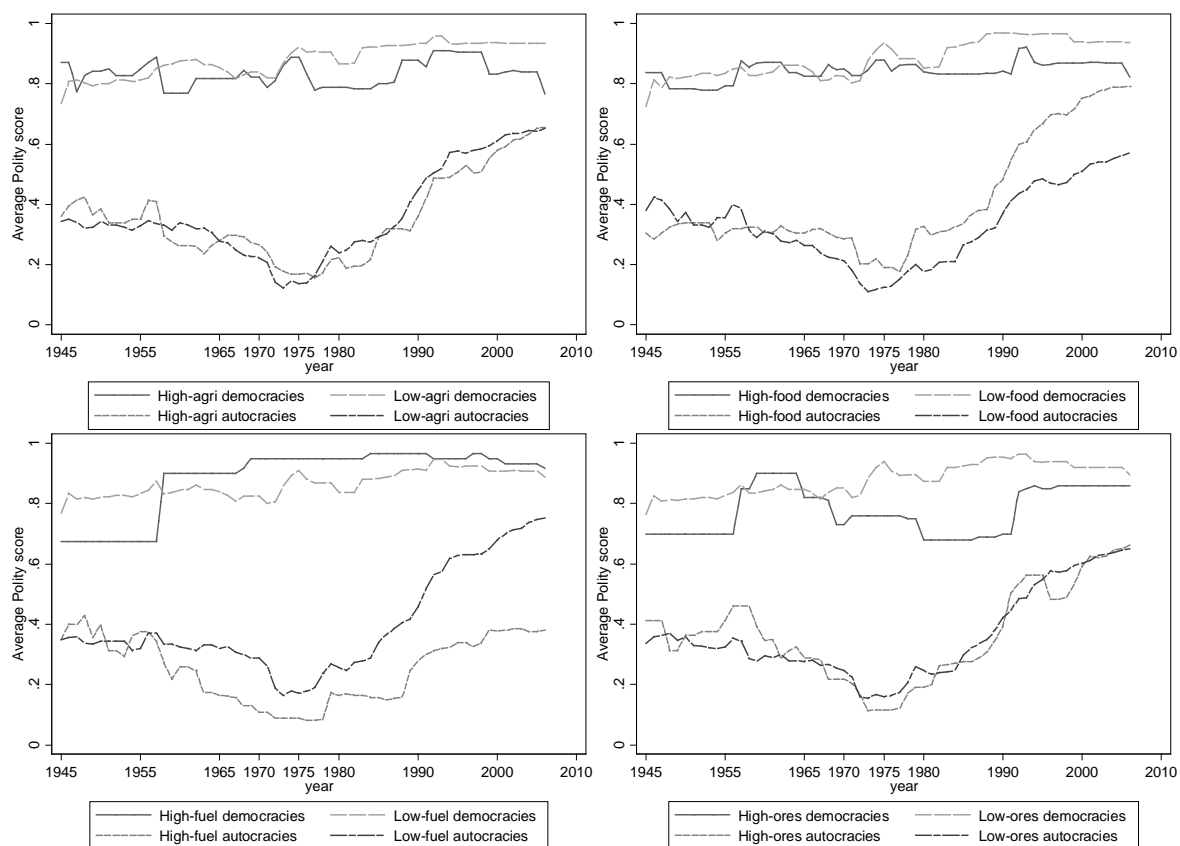 Average Polity score
0 .2 .4 .6 .8 1
1945 1955 1965 1970 1975 1980 1990 2000 2010
year
High-agri democracies Low-agri democracies
High-agri autocracies Low-agri autocracies
Average Polity score
0 .2 .4 .6 .8 1
1945 1955 1965 1970 1975 1980 1990 2000 2010
year
High-food democracies Low-food democracies
High-food autocracies Low-food autocracies
Average Polity score
0 .2 .4 .6 .8 1
1945 1955 1965 1970 1975 1980 1990 2000 2010
year
High-fuel democracies Low-fuel democracies
High-fuel autocracies Low-fuel autocracies
Average Polity score
0 .2 .4 .6 .8 1
1945 1955 1965 1970 1975 1980 1990 2000 2010
year
High-ores democracies Low-ores democracies
High-ores autocracies Low-ores autocracies